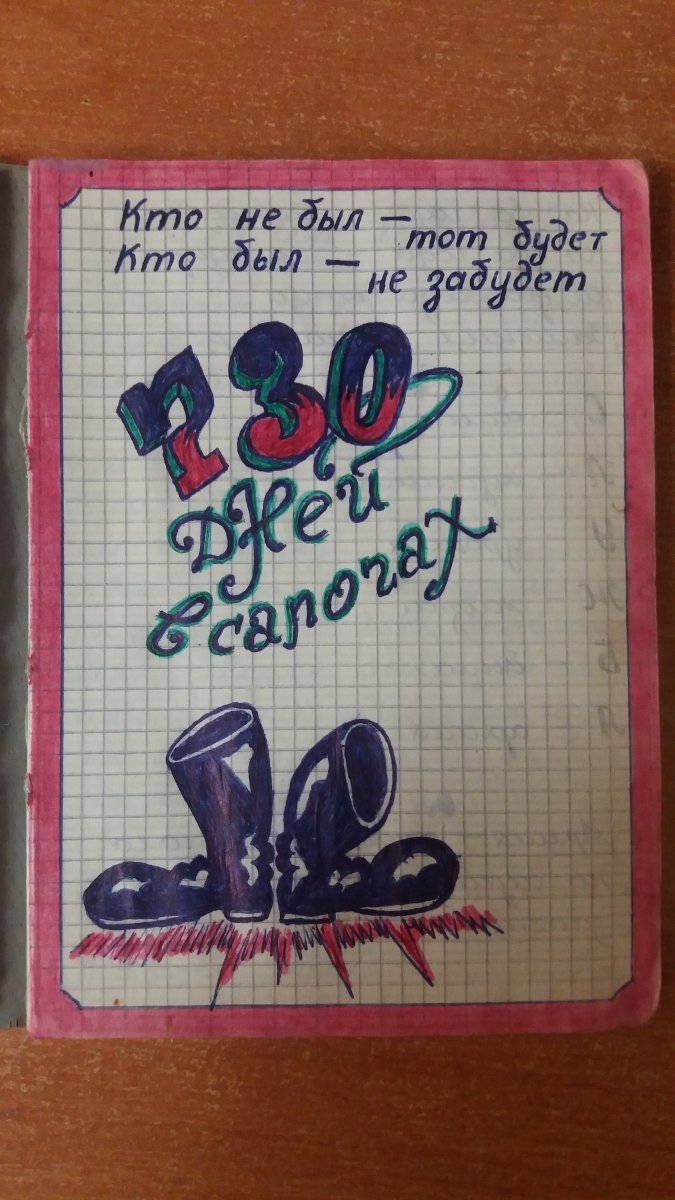 Кто не был —
тот будет
Кто был —
не забудет
730
дней
в сапогах